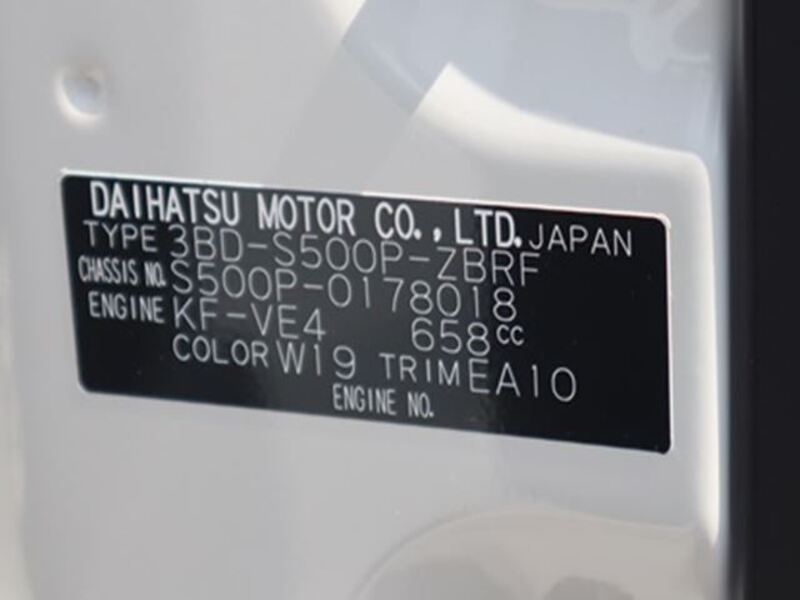 DAIHATSU MOTOR CO., LTD. JAPAN
TYPE 3BD-S500P-ZBRF
CHASSIS NO. S500P-0178018
ENGINE KF-VE4 658cc
COLOR W19 TRIM EA10
ENGINE NO.